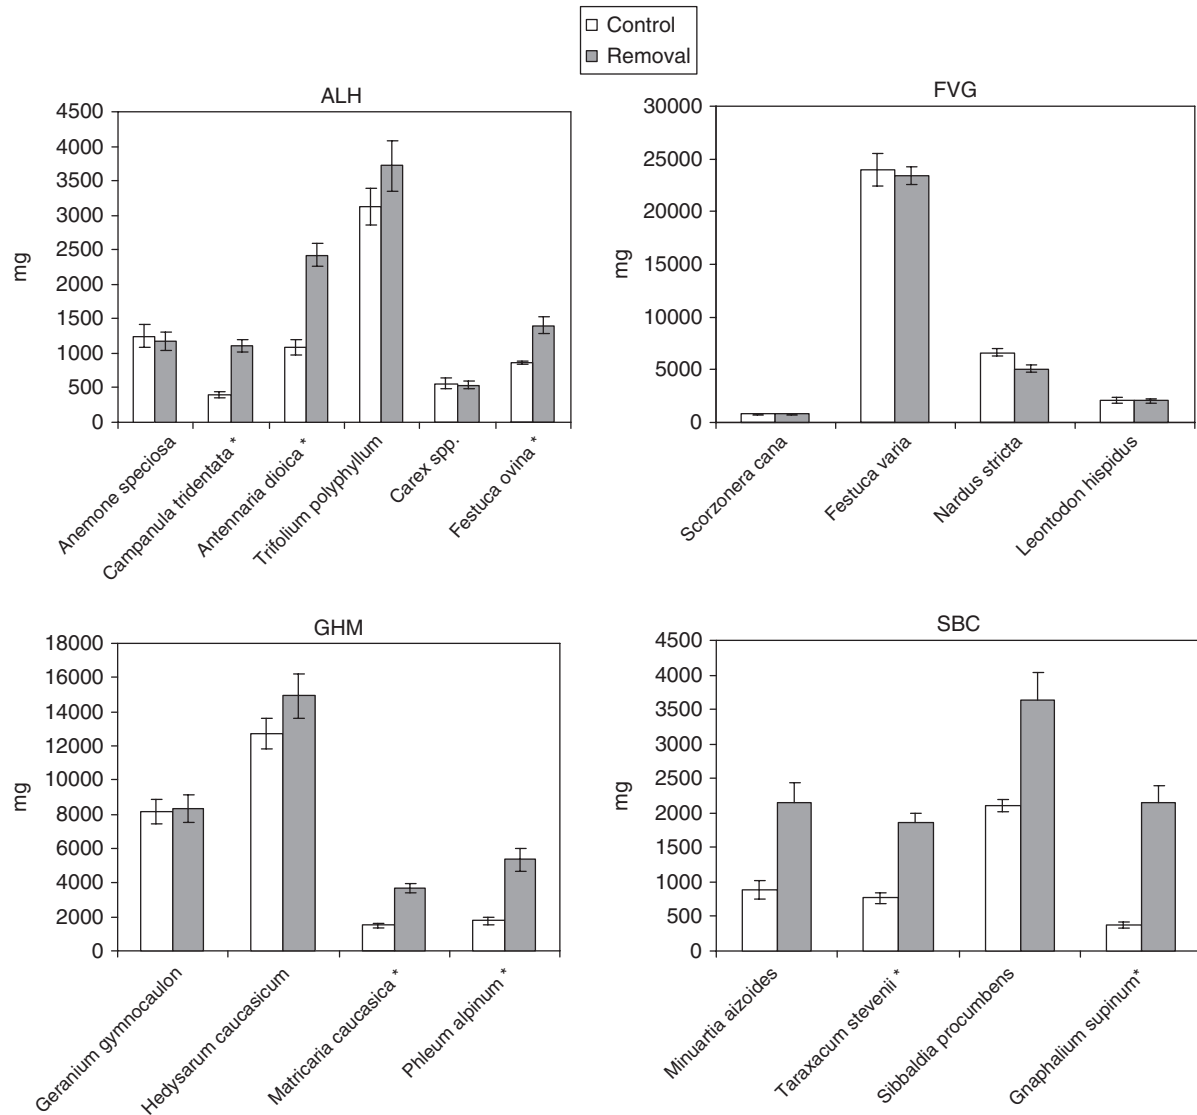 Control
Removal
ALH
mg
4500
4000
3500
3000
2500
2000
1500
1000
500
0
Anemone speciosa
Campanula tridentata *
Antennaria dioica *
Trifolium polyphyllum
Carex spp.
Festuca ovina *
FVG
mg
30000
25000
20000
15000
10000
5000
0
Scorzonera cana
Festuca varia
Nardus stricta
Leontodon hispidus
GHM
mg
18000
16000
14000
12000
10000
8000
6000
4000
2000
0
Geranium gymnocaulon
Hedysarum caucasicum
Matricaria caucasica *
Phleum alpinum *
SBC
mg
4500
4000
3500
3000
2500
2000
1500
1000
500
0
Minuartia aizoides
Taraxacum stevenii *
Sibbaldia procumbens
Gnaphalium supinum*